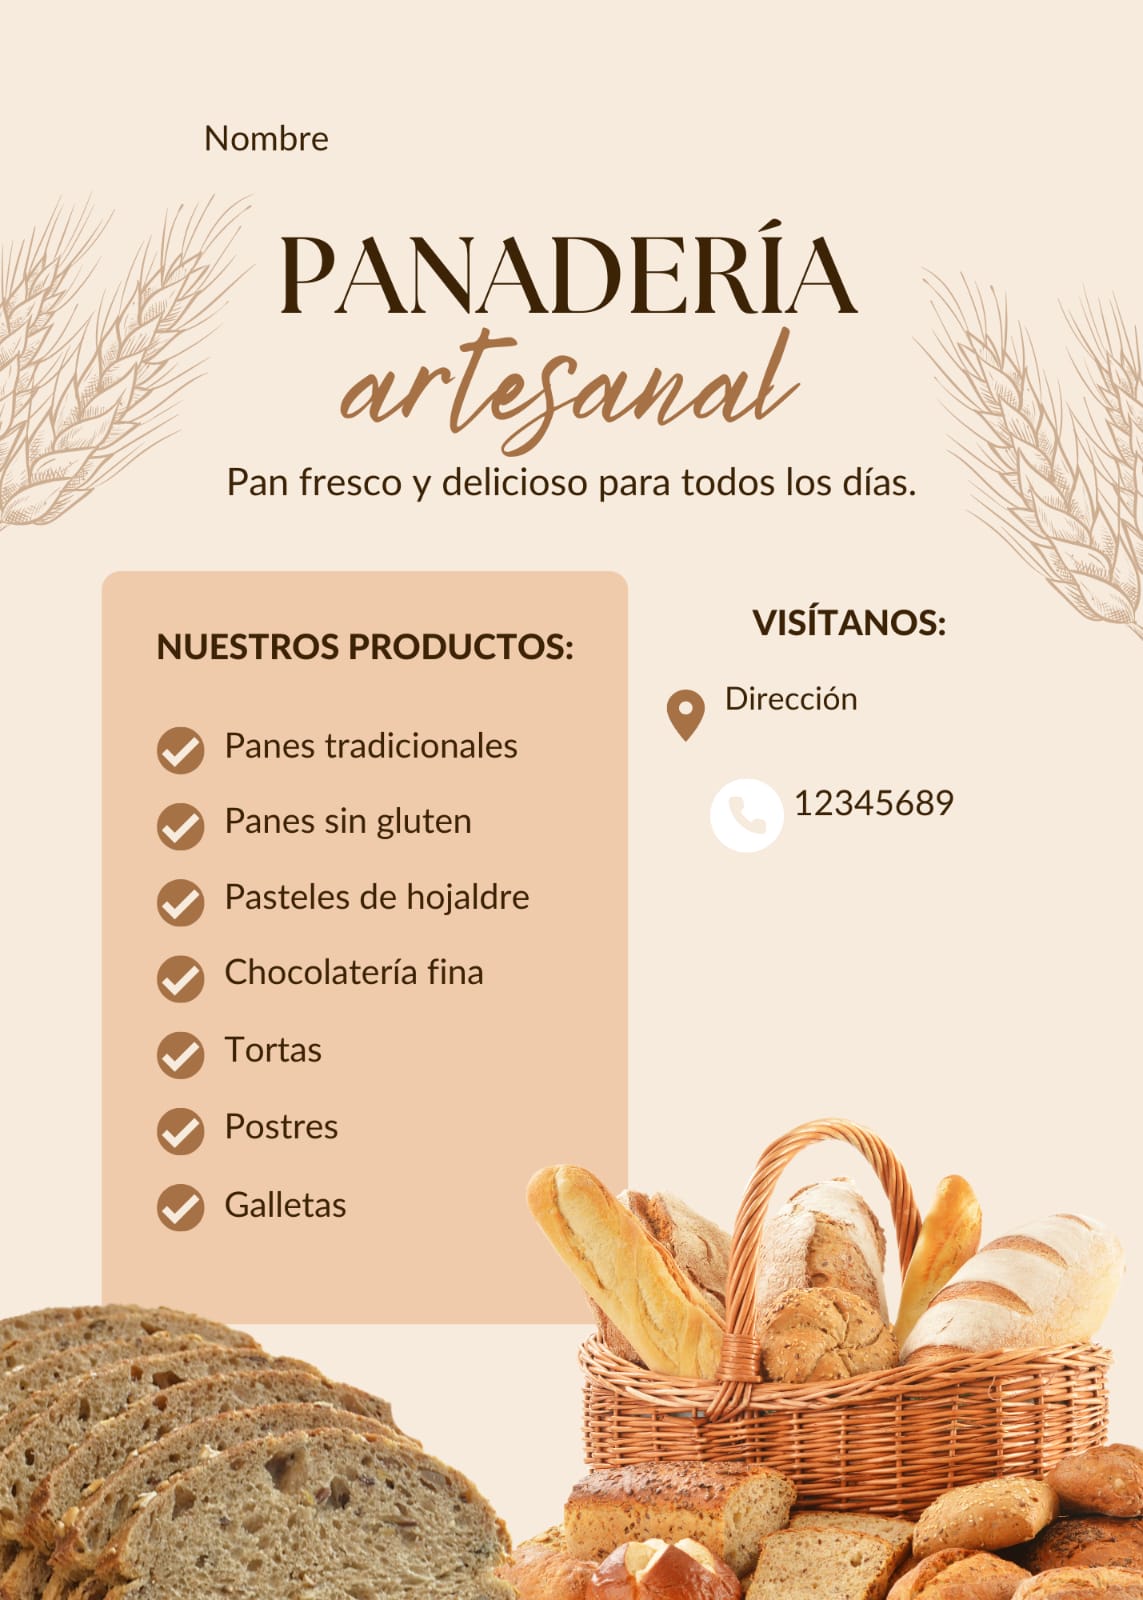 Nombre
PANADERÍA
artesanal
Pan fresco y delicioso para todos los días.
NUESTROS PRODUCTOS:
Panes tradicionales
Panes sin gluten
Pasteles de hojaldre
Chocolatería fina
Tortas
Postres
Galletas
VISÍTANOS:
Dirección
12345689